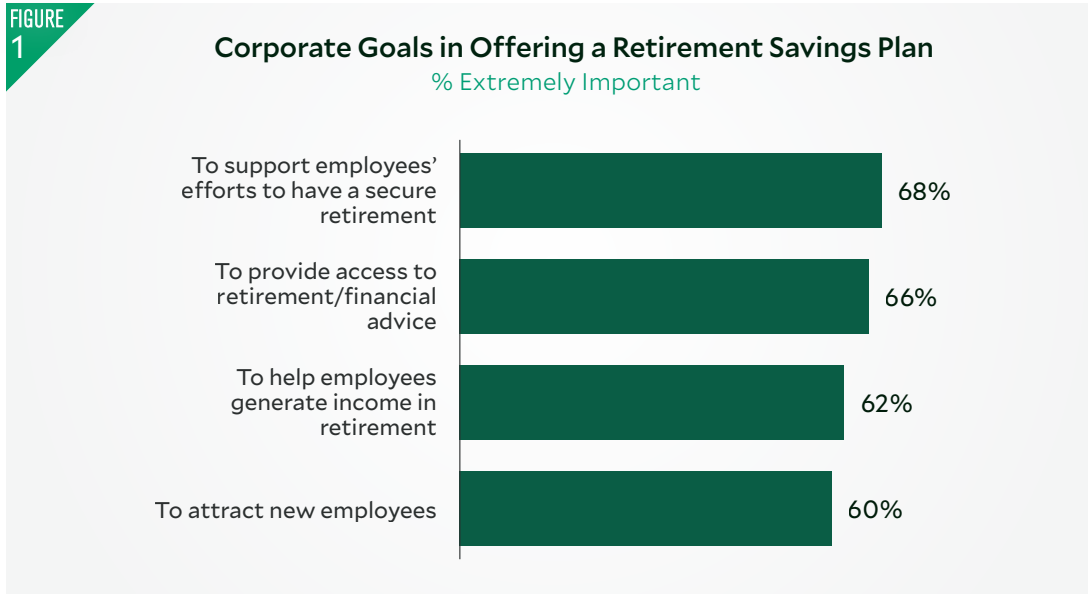 FIGURE
1
Corporate Goals in Offering a Retirement Savings Plan
% Extremely Important
To support employees’
efforts to have a secure
retirement
68%
To provide access to
retirement/financial
advice
66%
To help employees
generate income in
retirement
62%
To attract new employees
60%